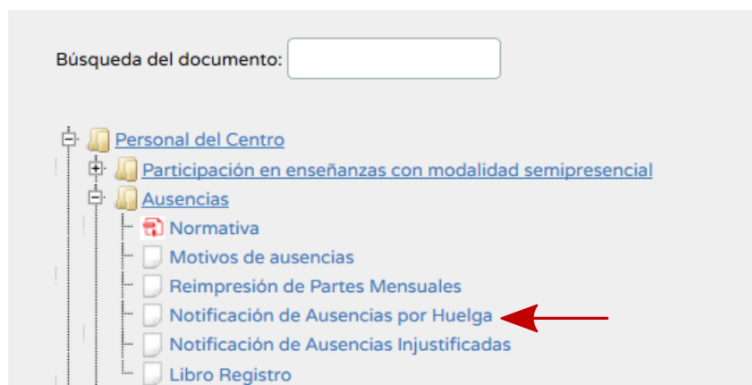 Búsqueda del documento:
Personal del Centro
Participación en enseñanzas con modalidad semipresencial
Ausencias
Normativa
Motivos de ausencias
Reimpresión de Partes Mensuales
Notificación de Ausencias por Huelga
Notificación de Ausencias Injustificadas
Libro Registro